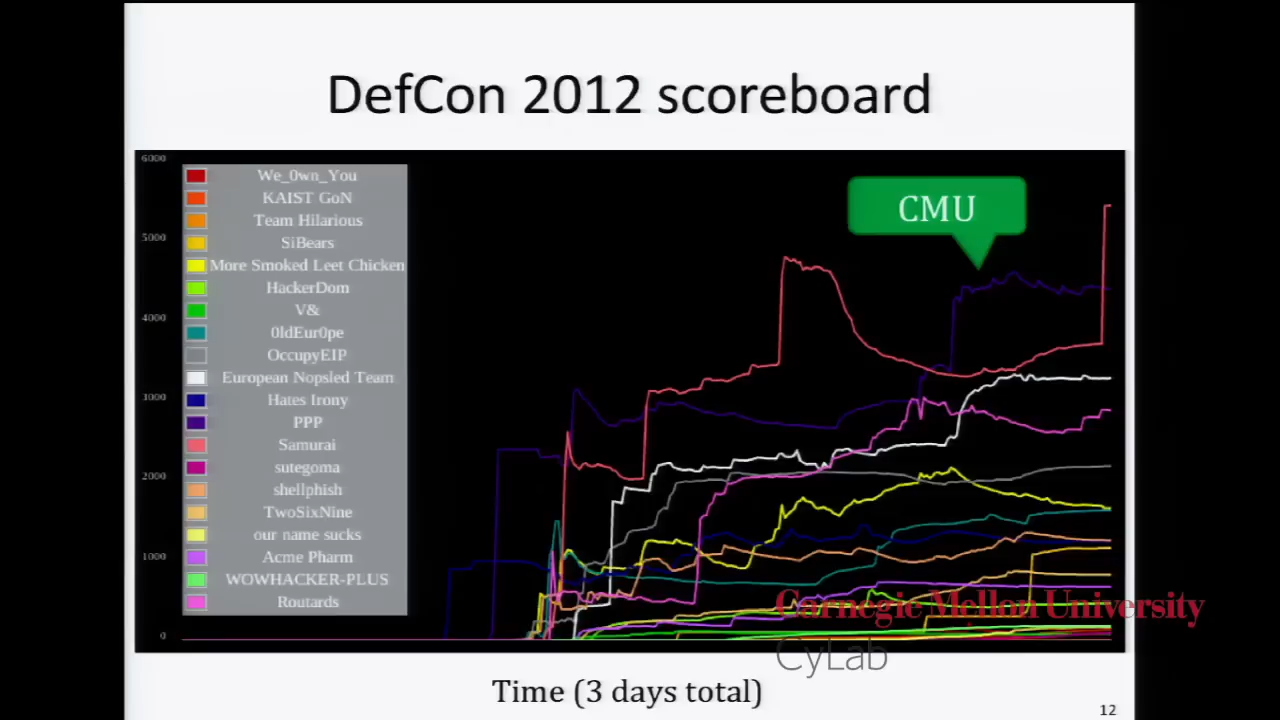 DefCon 2012 scoreboard
6000
5000
4000
3000
2000
1000
0
We_0wn_You
KAIST GoN
Team Hilarious
SiBears
More Smoked Leet Chicken
HackerDom
V&
0ldEur0pe
OccupyEIP
European Nopsled Team
Hates Irony
PPP
Samurai
sutegoma
shellphish
TwoSixNine
our name sucks
Acme Pharm
WOWHACKER-PLUS
Routards
CMU
Carnegie Mellon University
CyLab
Time (3 days total)
12